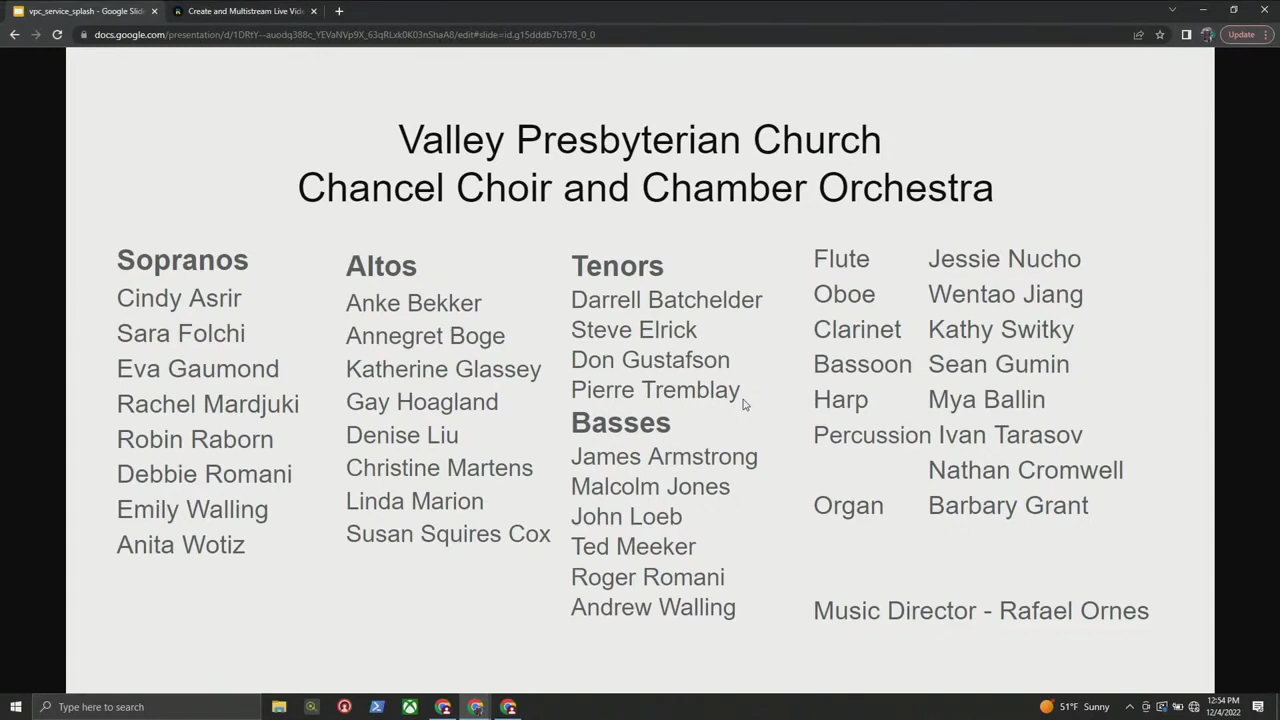 vpc_service_splash - Google Slide
Create and Multistream Live Vide
docs.google.com/presentation/d/1DRtY--auodq388c_YEVaNVp9X_63qRLxk0K03nShaA8/edit#slide=id.g15dddb7b378_0_0
Update
Valley Presbyterian Church
Chancel Choir and Chamber Orchestra
Sopranos
Cindy Asrir
Sara Folchi
Eva Gaumond
Rachel Mardjuki
Robin Raborn
Debbie Romani
Emily Walling
Anita Wotiz
Altos
Anke Bekker
Annegret Boge
Katherine Glassey
Gay Hoagland
Denise Liu
Christine Martens
Linda Marion
Susan Squires Cox
Tenors
Darrell Batchelder
Steve Elrick
Don Gustafson
Pierre Tremblay
Basses
James Armstrong
Malcolm Jones
John Loeb
Ted Meeker
Roger Romani
Andrew Walling
Flute Jessie Nucho
Oboe Wentao Jiang
Clarinet Kathy Switky
Bassoon Sean Gumin
Harp Mya Ballin
Percussion Ivan Tarasov
Nathan Cromwell
Organ Barbary Grant
Music Director - Rafael Ornes
Type here to search
51°F Sunny
12:54 PM
12/4/2022